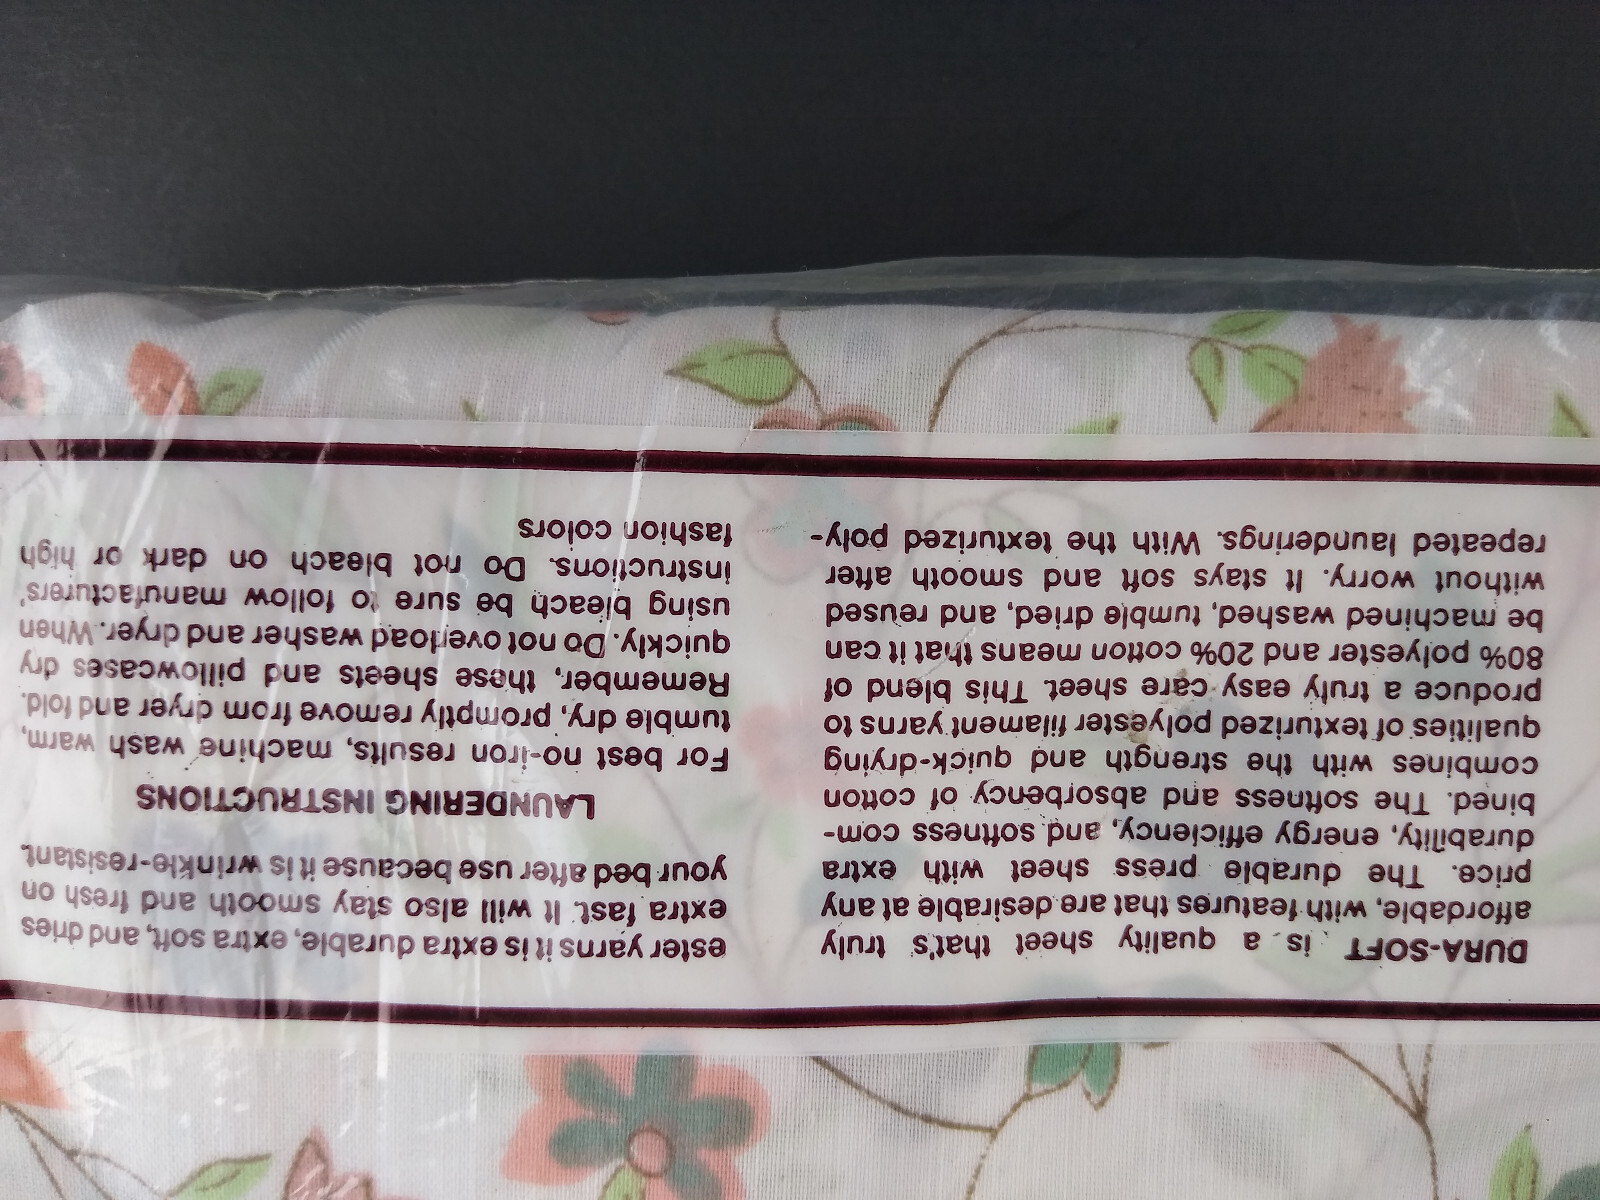 DURA-SOFT is a quality sheet that's truly
affordable, with features that are desirable at any
price. The durable press sheet with extra
durability, energy efficiency, and softness com-
bined. The softness and absorbency of cotton
combines with the strength and quick-drying
qualities of texturized polyester filament yarns to
produce a truly easy care sheet. This blend of
80% polyester and 20% cotton means that it can
be machined washed, tumble dried, and reused
without worry. It stays soft and smooth after
repeated launderings. With the texturized poly-
ester yarns it is extra durable, extra soft, and dries
extra fast. It will also stay smooth and fresh on
your bed after use because it is wrinkle-resistant.
LAUNDERING INSTRUCTIONS
For best no-iron results, machine wash warm,
tumble dry, promptly remove from dryer and fold.
Remember, these sheets and pillowcases dry
quickly. Do not overload washer and dryer. When
using bleach be sure to follow manufacturers'
instructions. Do not bleach on dark or high
fashion colors